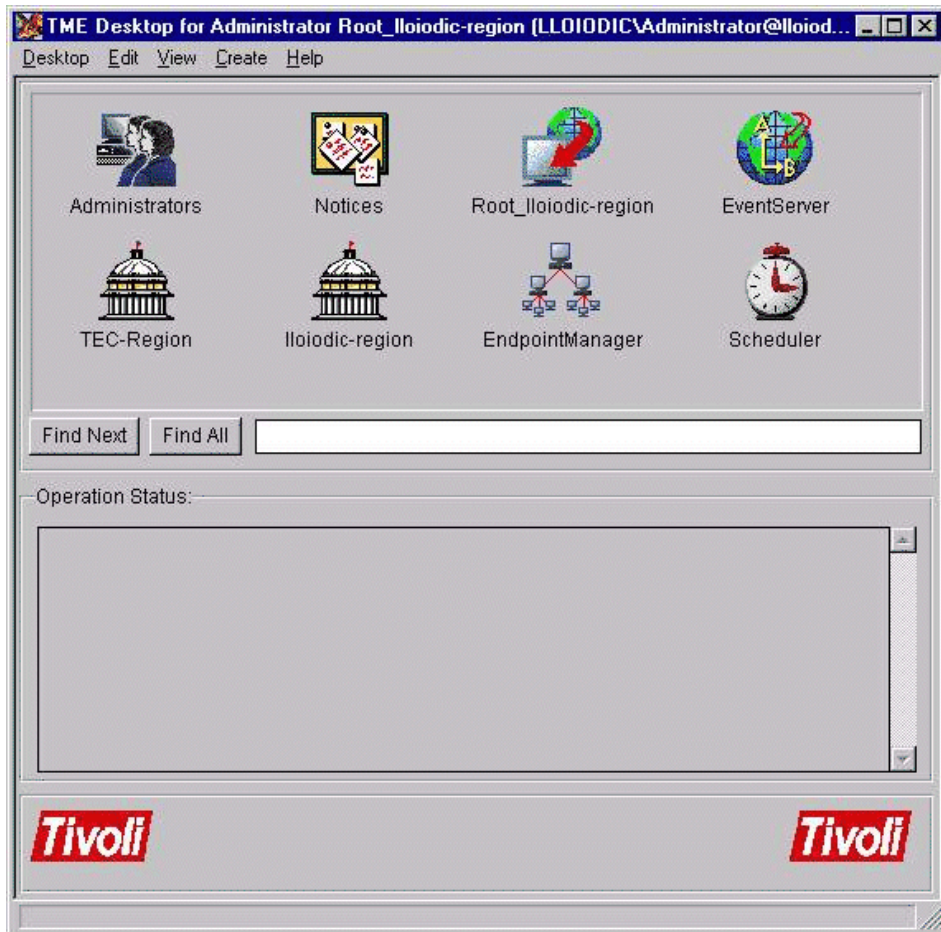 TME Desktop for Administrator Root_lloiodic-region (LLOIODIC\Administrator@lloiod...
Desktop Edit View Create Help
Administrators Notices Root_lloiodic-region EventServer
TEC-Region lloiodic-region EndpointManager Scheduler
Find Next Find All
Operation Status:
Tivoli Tivoli